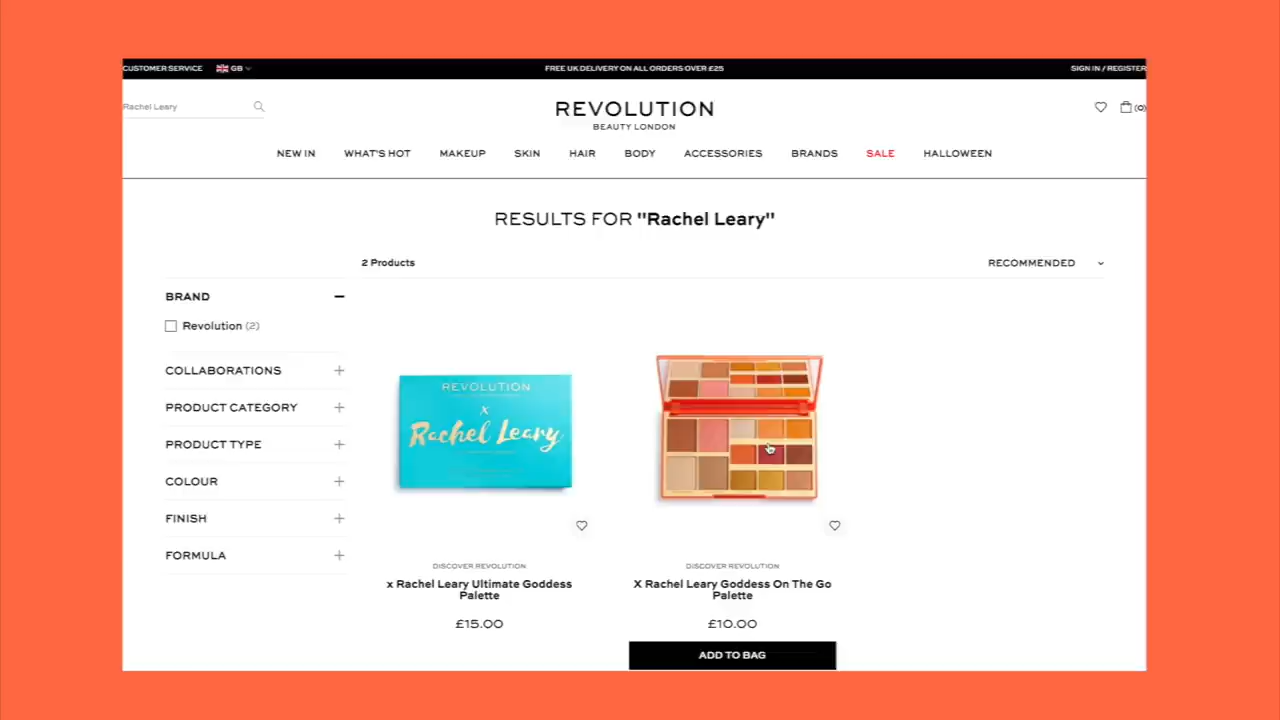 CUSTOMER SERVICE GB FREE UK DELIVERY ON ALL ORDERS OVER £25 SIGN IN / REGISTER
Rachel Leary
REVOLUTION
BEAUTY LONDON
(0)
NEW IN WHAT'S HOT MAKEUP SKIN HAIR BODY ACCESSORIES BRANDS SALE HALLOWEEN
RESULTS FOR "Rachel Leary"
2 Products
RECOMMENDED
BRAND
Revolution (2)
COLLABORATIONS
PRODUCT CATEGORY
PRODUCT TYPE
COLOUR
FINISH
FORMULA
REVOLUTION
X
Rachel Leary
DISCOVER REVOLUTION
x Rachel Leary Ultimate Goddess
Palette
£15.00
DISCOVER REVOLUTION
X Rachel Leary Goddess On The Go
Palette
£10.00
ADD TO BAG